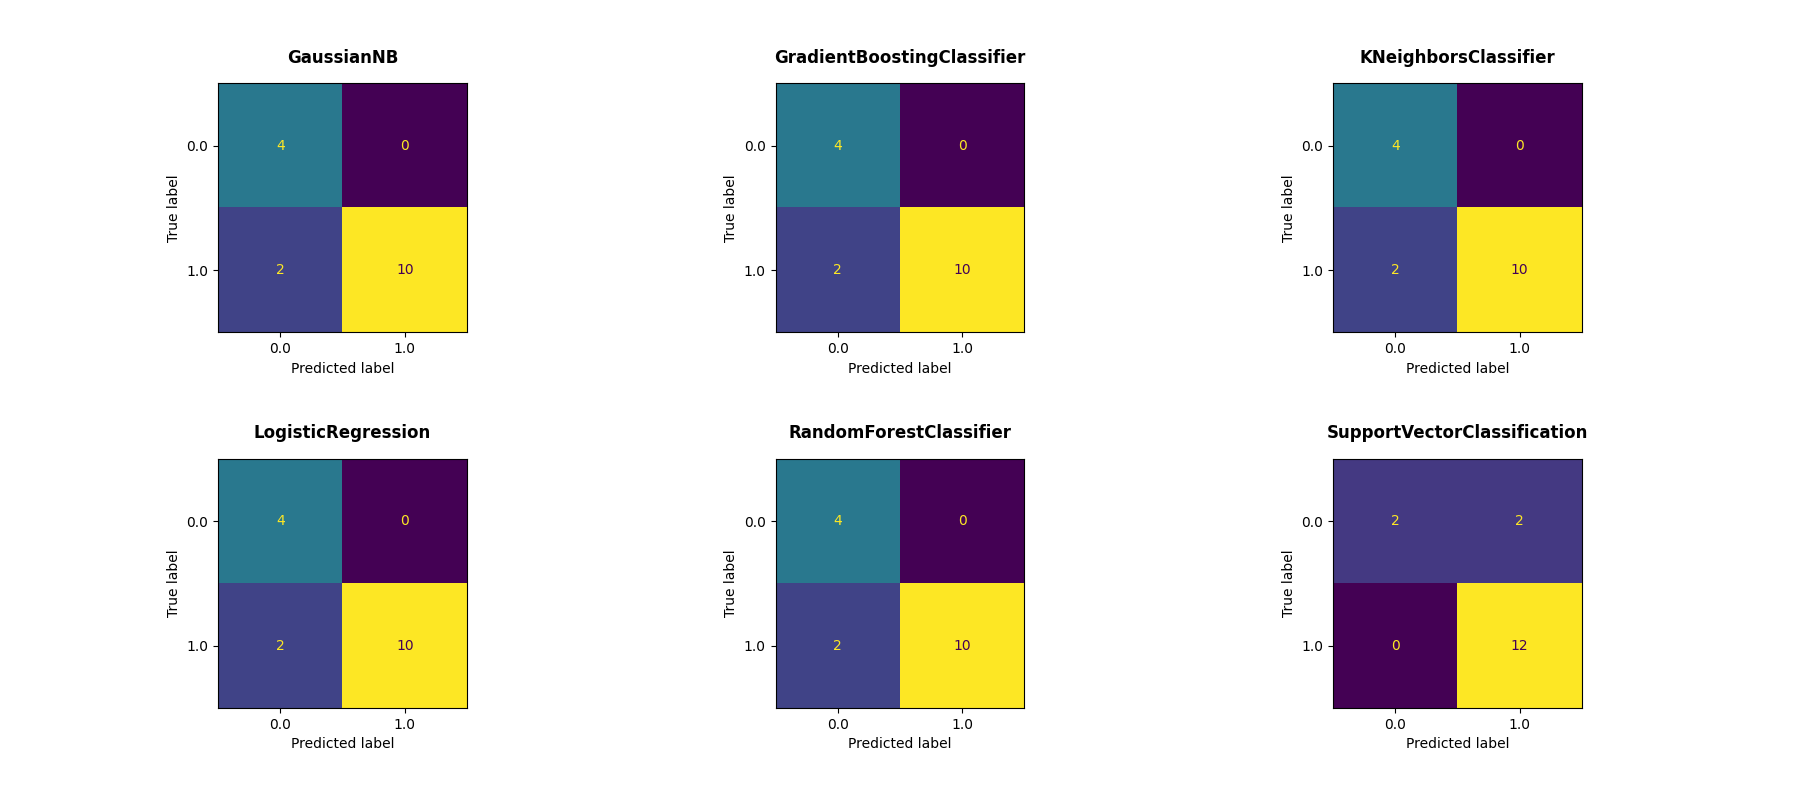 GaussianNB
4 0
2 10
0.0
1.0
True label
0.0 1.0
Predicted label
GradientBoostingClassifier
4 0
2 10
0.0
1.0
True label
0.0 1.0
Predicted label
KNeighborsClassifier
4 0
2 10
0.0
1.0
True label
0.0 1.0
Predicted label
LogisticRegression
4 0
2 10
0.0
1.0
True label
0.0 1.0
Predicted label
RandomForestClassifier
4 0
2 10
0.0
1.0
True label
0.0 1.0
Predicted label
SupportVectorClassification
2 2
0 12
0.0
1.0
True label
0.0 1.0
Predicted label